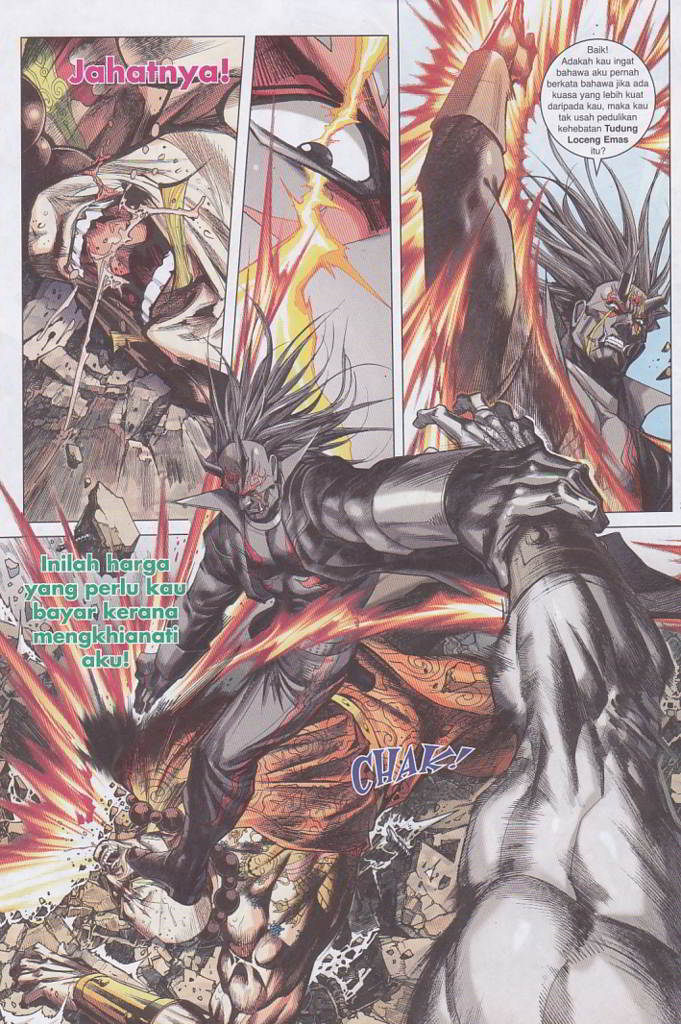 Jahatnya!
Baik!
Adakah kau ingat
bahawa aku pernah
berkata bahawa jika ada
kuasa yang lebih kuat
daripada kau, maka kau
tak usah pedulikan
kehebatan Tudung
Loceng Emas
itu?
Inilah harga
yang perlu kau
bayar kerana
mengkhianati
aku!
CHAK!